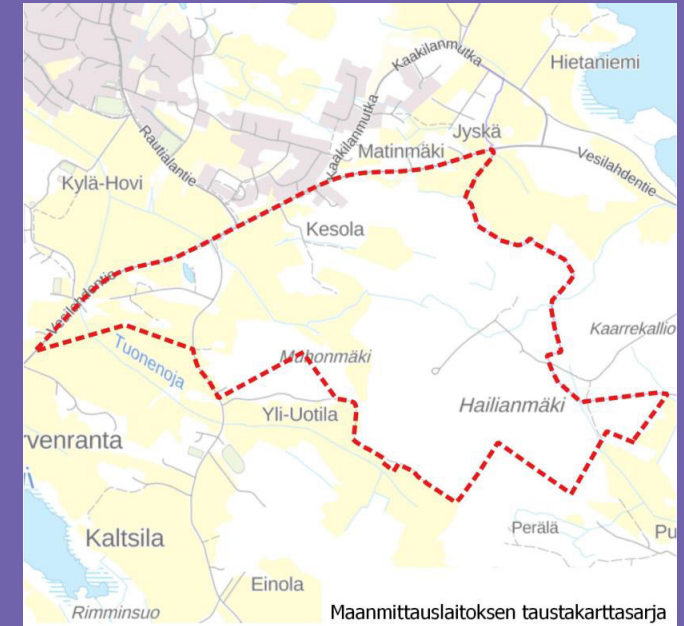 Kaakilanmutka
Hietaniemi
Jyskä
Rautialantie
Laakilanmutka
Matinmäki
Vesilahdentie
Kylä-Hovi
Kesola
Vesilahdentie
Tuonenoja
Muhonmäki
Kaarrekallio
Yli-Uotila
Hailianmäki
rvenranta
Kaltsila
Perälä
Pu
Einola
Rimminsuo
Maanmittauslaitoksen taustakarttasarja